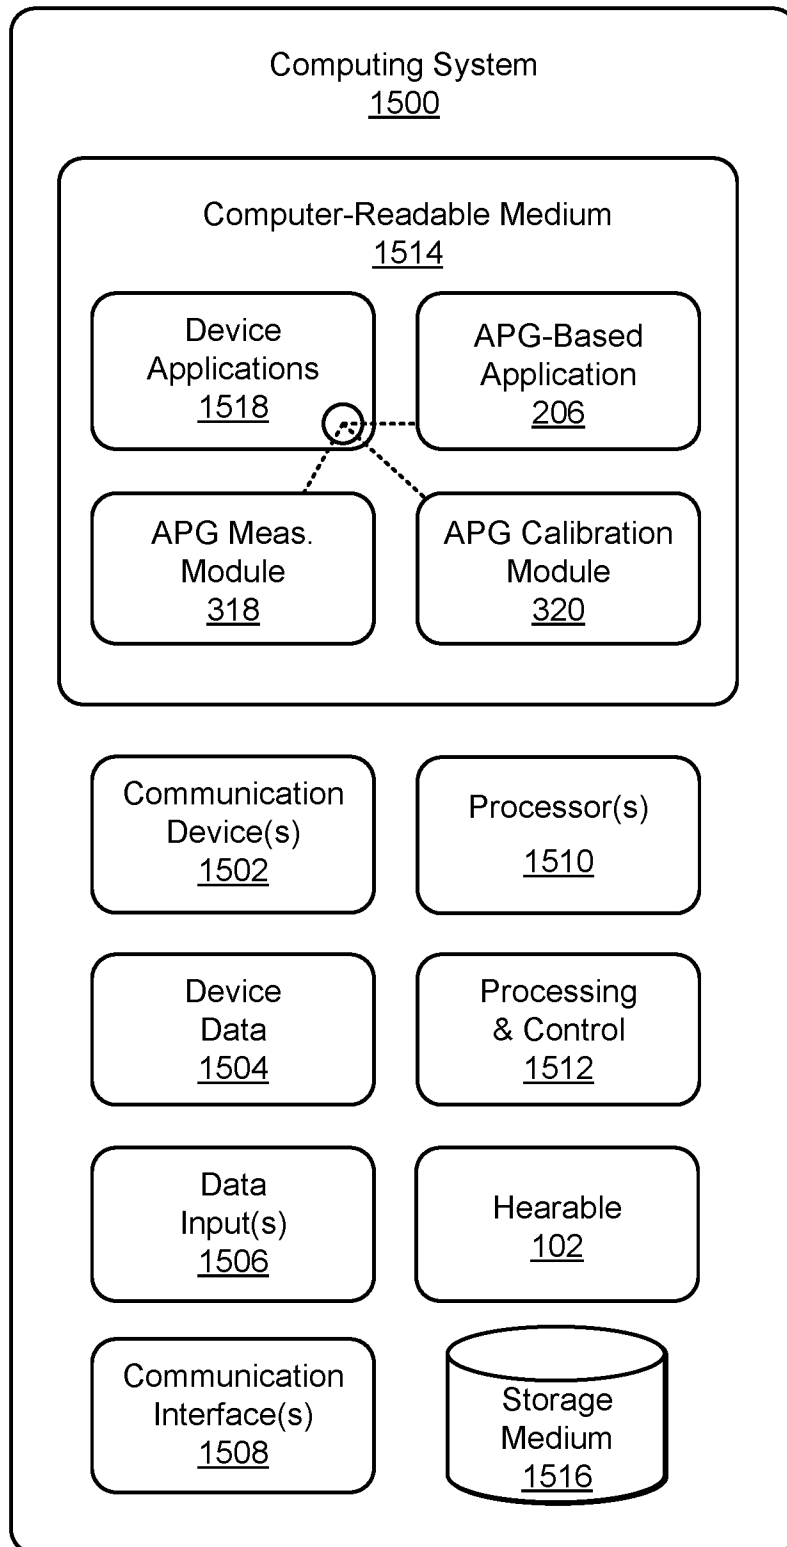 Computing System
1500
Computer-Readable Medium
1514
Device
Applications
1518
APG-Based
Application
206
APG Meas.
Module
318
APG Calibration
Module
320
Communication
Device(s)
1502
Processor(s)
1510
Device
Data
1504
Processing
& Control
1512
Data
Input(s)
1506
Hearable
102
Communication
Interface(s)
1508
Storage
Medium
1516